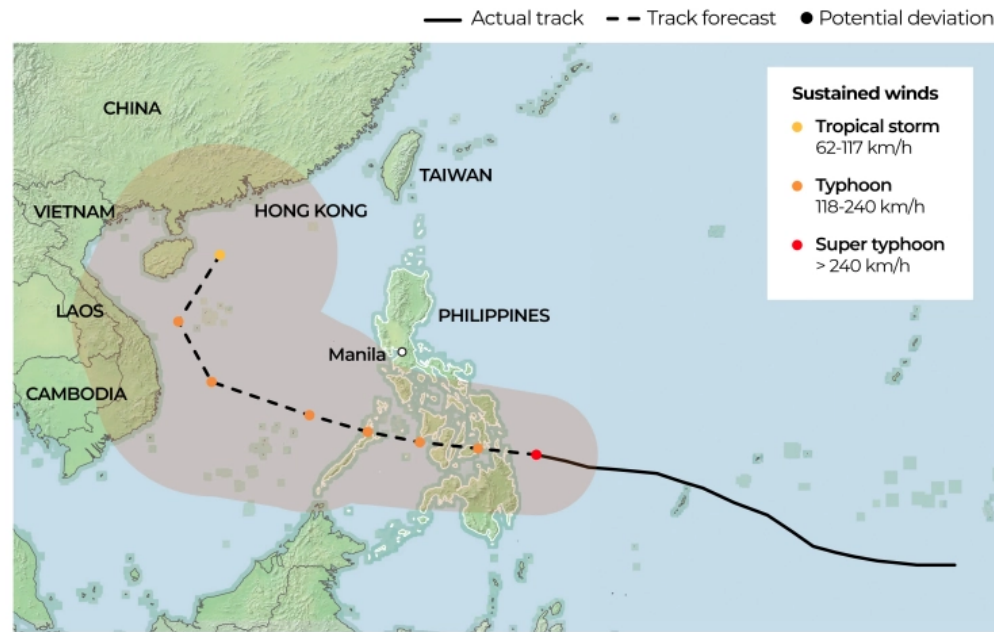 Actual track
Track forecast
Potential deviation
Sustained winds
Tropical storm
62-117 km/h
Typhoon
118-240 km/h
Super typhoon
> 240 km/h
CHINA
TAIWAN
VIETNAM
HONG KONG
LAOS
PHILIPPINES
Manila
CAMBODIA